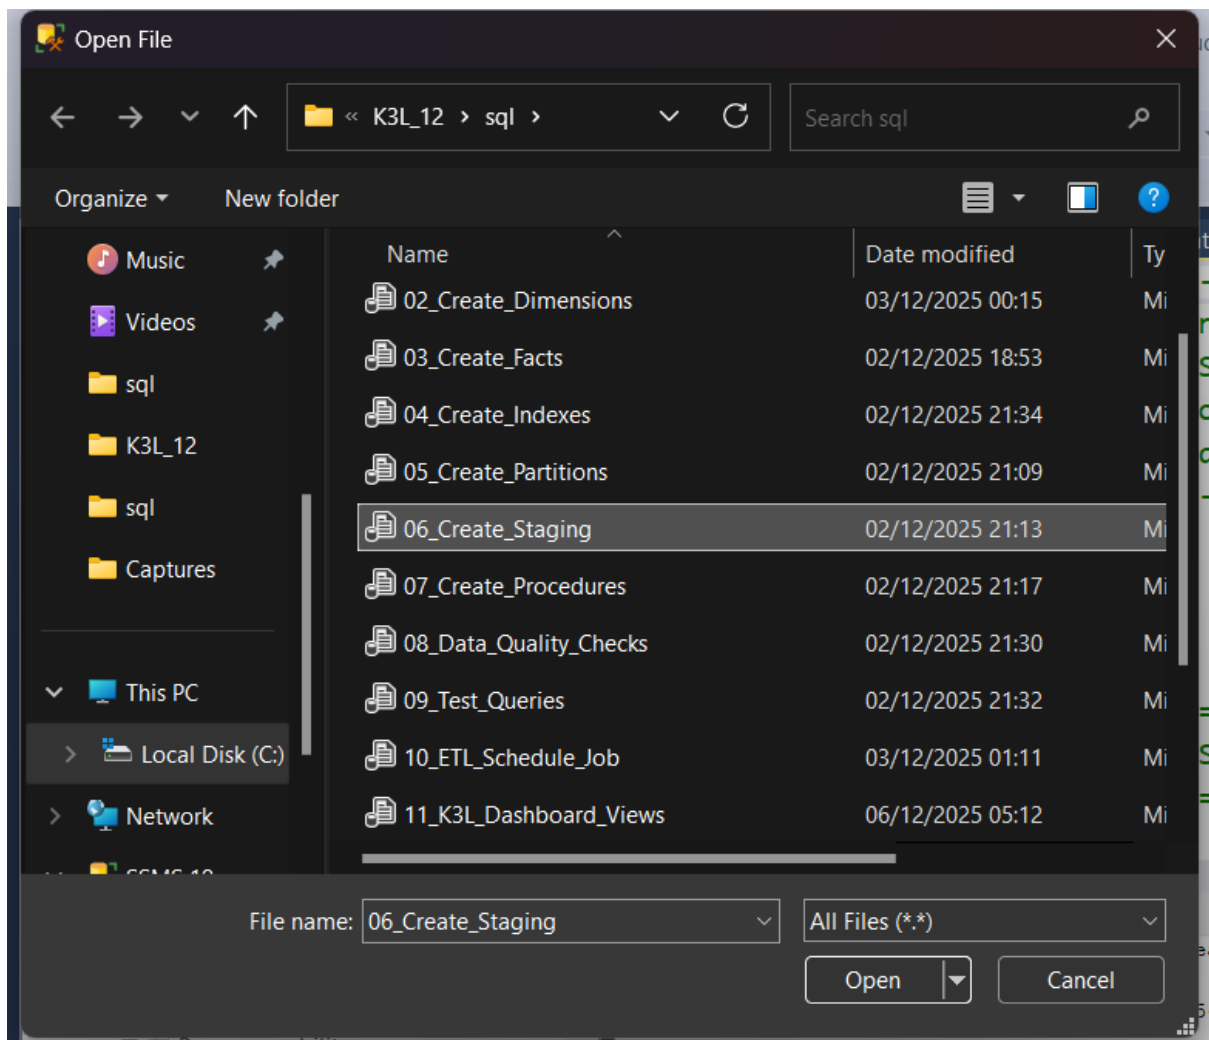 Open File
« K3L_12 > sql >
Search sql
Organize
New folder
Name
Date modified
Ty
Music
Videos
sql
K3L_12
sql
Captures
This PC
Local Disk (C:)
Network
02_Create_Dimensions 03/12/2025 00:15 Mi
03_Create_Facts 02/12/2025 18:53 Mi
04_Create_Indexes 02/12/2025 21:34 Mi
05_Create_Partitions 02/12/2025 21:09 Mi
06_Create_Staging 02/12/2025 21:13 Mi
07_Create_Procedures 02/12/2025 21:17 Mi
08_Data_Quality_Checks 02/12/2025 21:30 Mi
09_Test_Queries 02/12/2025 21:32 Mi
10_ETL_Schedule_Job 03/12/2025 01:11 Mi
11_K3L_Dashboard_Views 06/12/2025 05:12 Mi
File name: 06_Create_Staging
All Files (*.*)
Open
Cancel